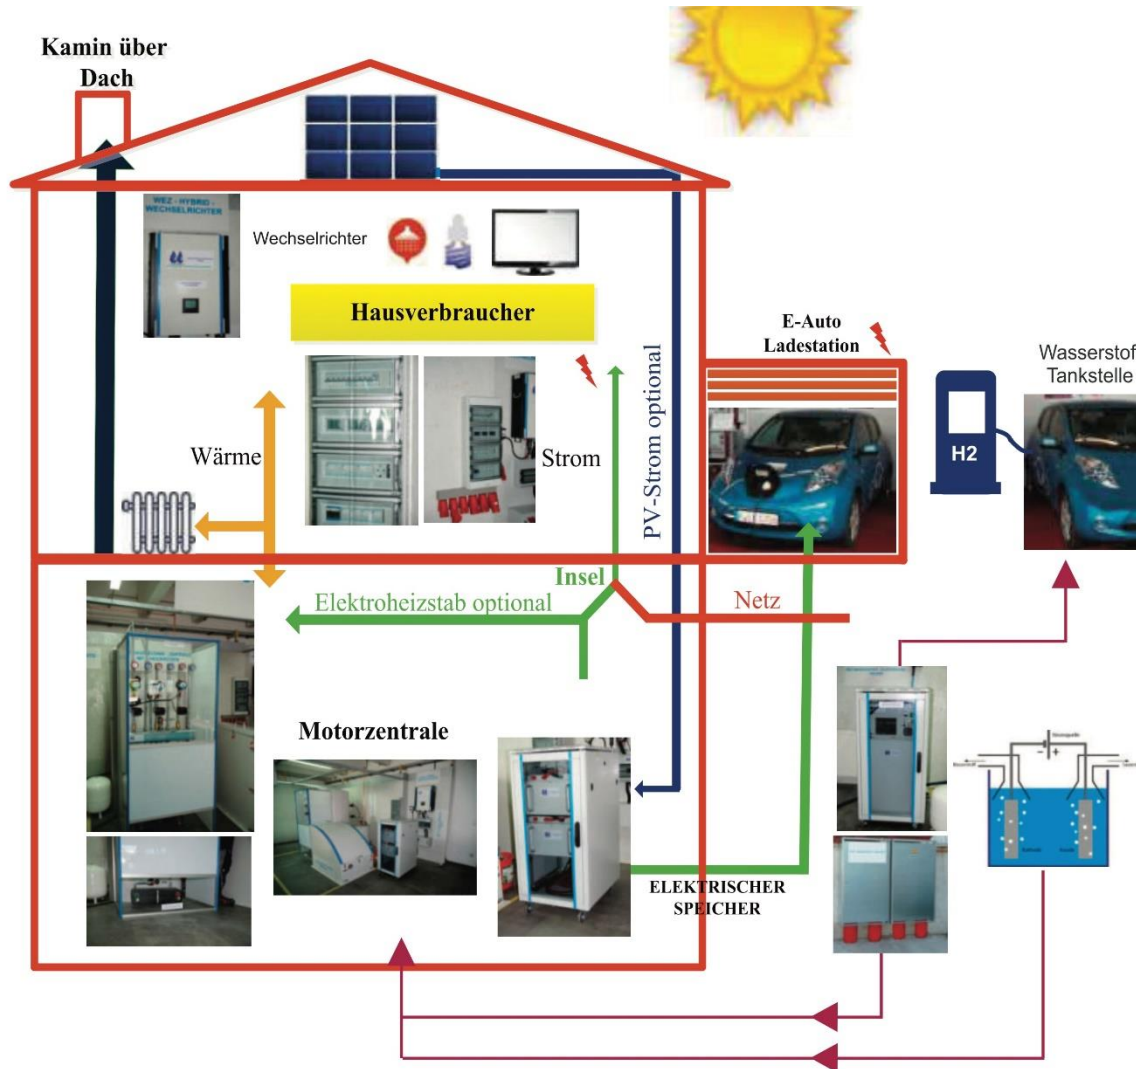 Kamin über
Dach
WEZ - HYBRID -
WECHSELRICHTER
Wechselrichter
Hausverbraucher
E-Auto
Ladestation
Wasserstof
Tankstelle
H2
Wärme
Strom
PV-Strom optional
Insel
Elektroheizstab optional
Netz
Motorzentrale
ELEKTRISCHER
SPEICHER
− +